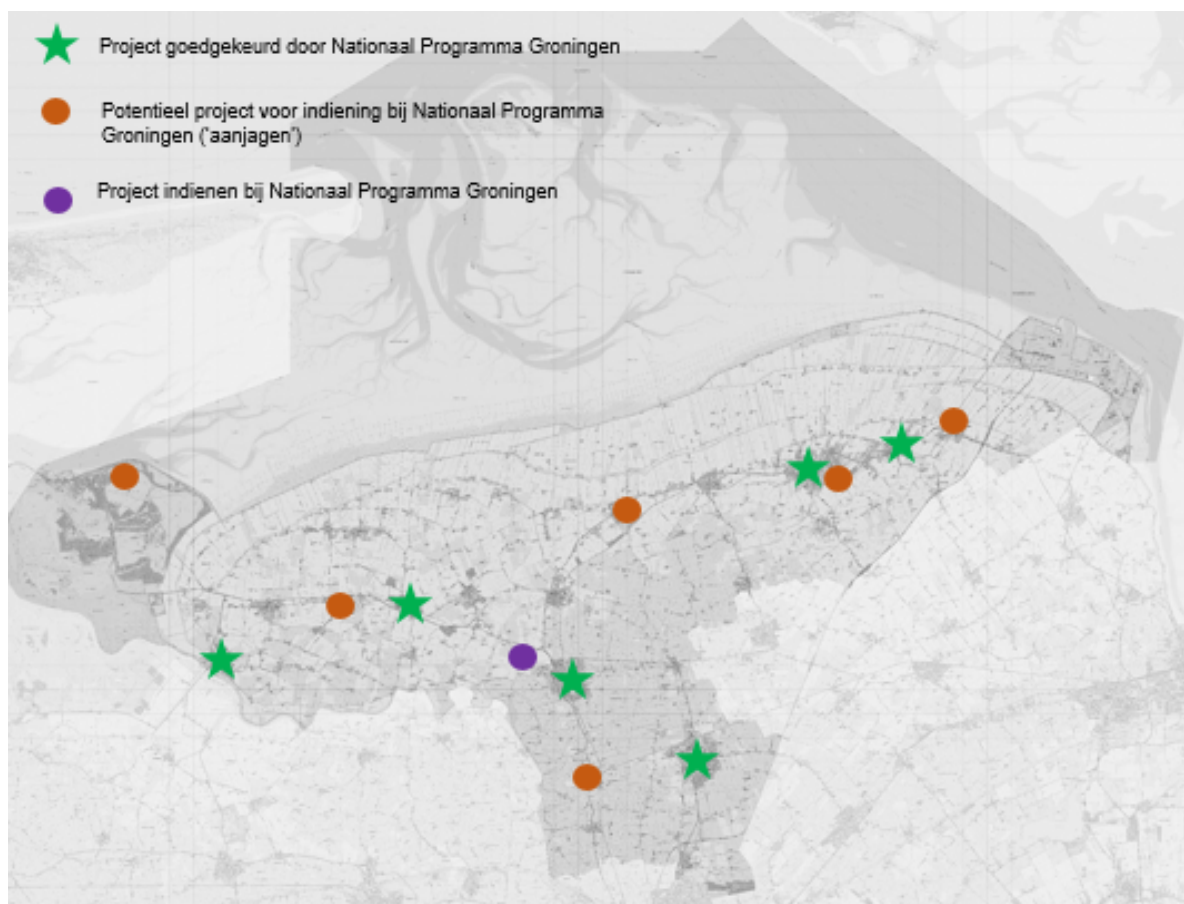 Project goedgekeurd door Nationaal Programma Groningen
Potentieel project voor indiening bij Nationaal Programma
Groningen ('aanjagen')
Project indienen bij Nationaal Programma Groningen